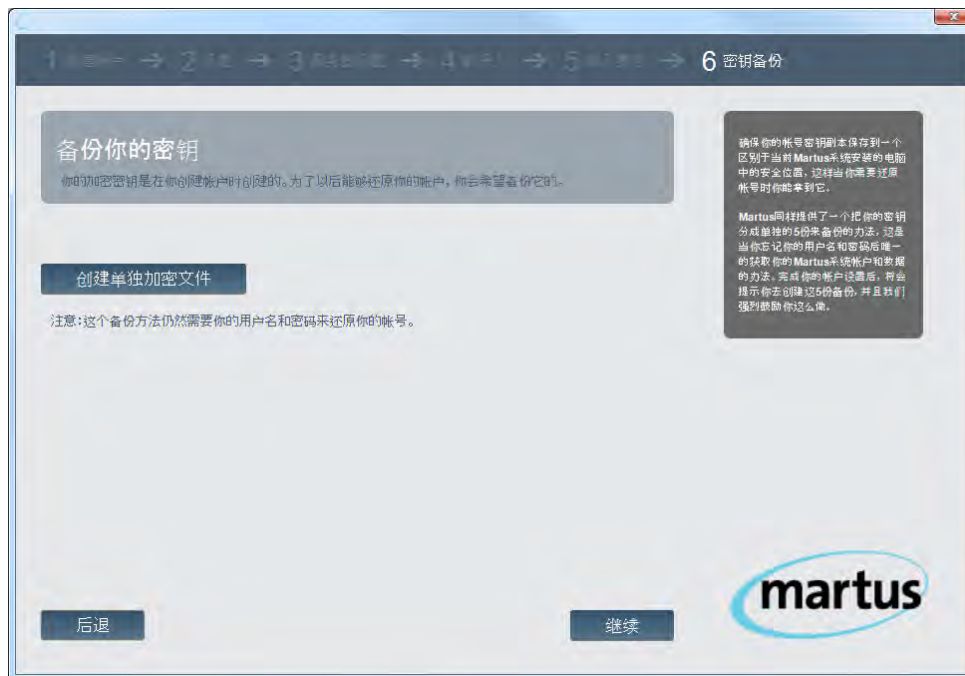 1 → 2 → 3 → 4 → 5 → 6 密钥备份
备份你的密钥
你的加密密钥是在你创建帐户时创建的。为了以后能够还原你的帐户，你会希望备份它的。
创建单独加密文件
注意：这个备份方法仍然需要你的用户名和密码来还原你的帐号。
确保你的帐号密钥副本保存到一个
区别于当前Martus系统安装的电脑
中的安全位置，这样当你需要还原
帐号时你能拿到它。
Martus同样提供了一个把你的密钥
分成单独的5份来备份的办法，这是
当你忘记你的用户名和密码后唯一
的获取你的Martus系统帐户和数据
的办法。完成你的帐户设置后，将会
提示你去创建这5份备份，并且我们
强烈鼓励你这么做。
martus
后退
继续